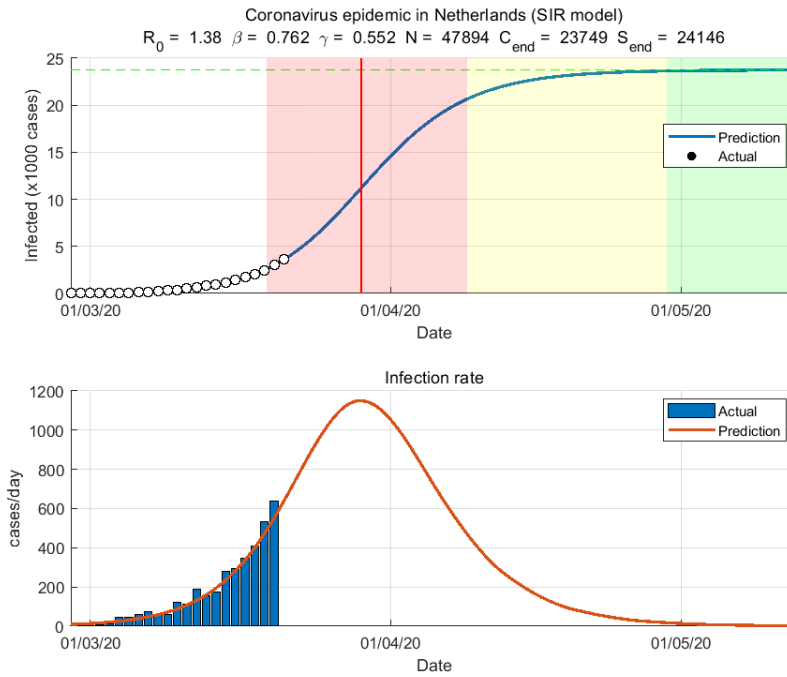 Coronavirus epidemic in Netherlands (SIR model)
R0 = 1.38 β = 0.762 γ = 0.552 N = 47894 Cend = 23749 Send = 24146
25
20
15
10
5
0
Infected (x1000 cases)
Prediction
Actual
01/03/20 01/04/20 01/05/20
Date
Infection rate
1200
1000
800
600
400
200
0
cases/day
Actual
Prediction
01/03/20 01/04/20 01/05/20
Date